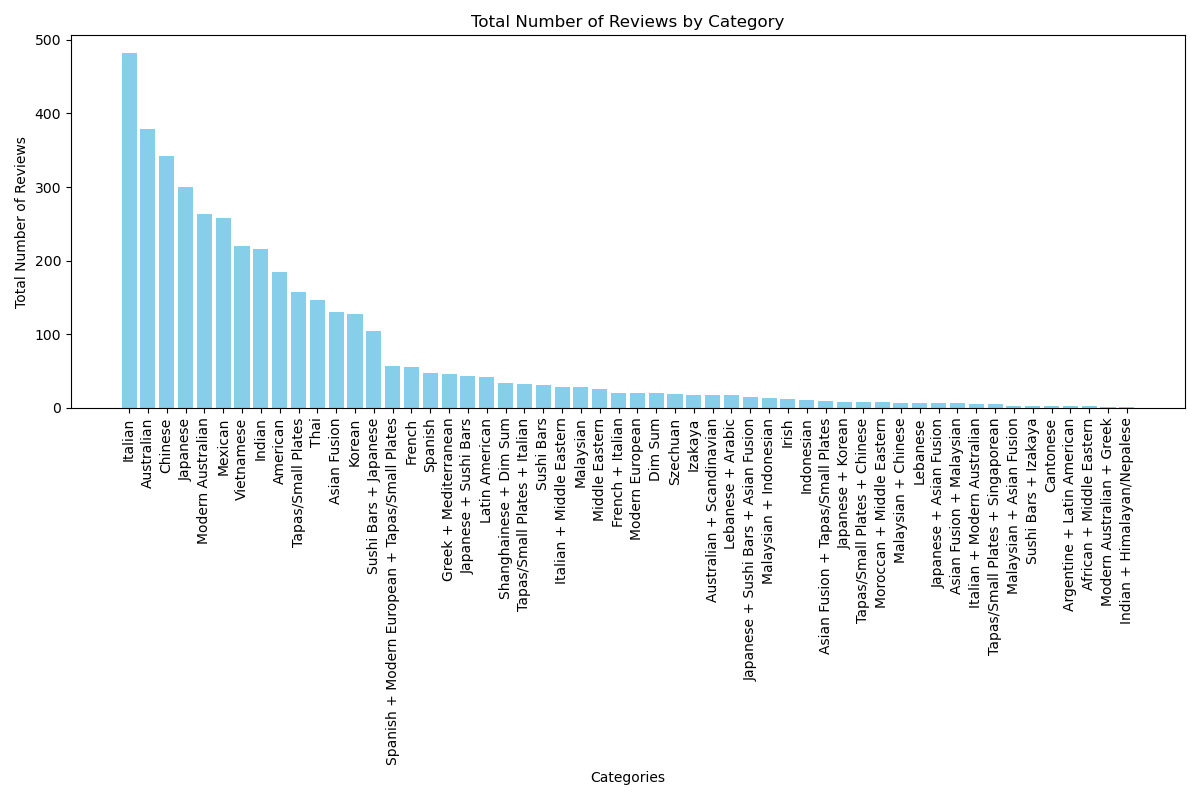 Total Number of Reviews by Category
Total Number of Reviews
500
400
300
200
100
0
Italian
Australian
Chinese
Japanese
Modern Australian
Mexican
Vietnamese
Indian
American
Tapas/Small Plates
Thai
Asian Fusion
Korean
Sushi Bars + Japanese
Spanish + Modern European + Tapas/Small Plates
French
Spanish
Greek + Mediterranean
Japanese + Sushi Bars
Latin American
Shanghainese + Dim Sum
Tapas/Small Plates + Italian
Sushi Bars
Italian + Middle Eastern
Malaysian
Middle Eastern
French + Italian
Modern European
Dim Sum
Szechuan
Izakaya
Australian + Scandinavian
Lebanese + Arabic
Japanese + Sushi Bars + Asian Fusion
Malaysian + Indonesian
Irish
Indonesian
Asian Fusion + Tapas/Small Plates
Japanese + Korean
Tapas/Small Plates + Chinese
Moroccan + Middle Eastern
Malaysian + Chinese
Lebanese
Japanese + Asian Fusion
Asian Fusion + Malaysian
Italian + Modern Australian
Tapas/Small Plates + Singaporean
Malaysian + Asian Fusion
Sushi Bars + Izakaya
Cantonese
Argentine + Latin American
African + Middle Eastern
Modern Australian + Greek
Indian + Himalayan/Nepalese
Categories